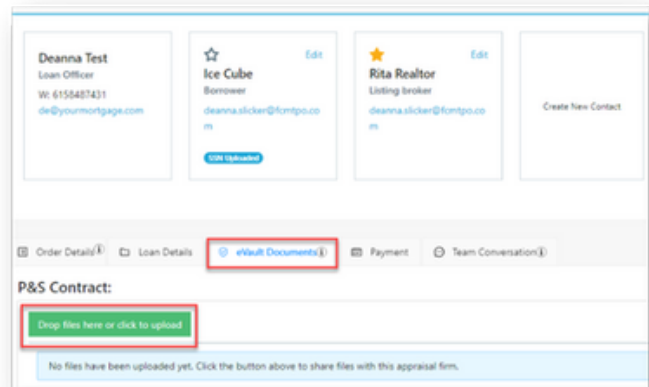 Deanna Test
Loan Officer
W: 6158487431
de@yourmortgage.com
Edit
Ice Cube
Borrower
deanna.slicker@fcmtpo.co
m
SSN Uploaded
Edit
Rita Realtor
Listing broker
deanna.slicker@fcmtpo.co
m
Create New Contact
Order Details
Loan Details
eVault Documents
Payment
Team Conversation
P&S Contract:
Drop files here or click to upload
No files have been uploaded yet. Click the button above to share files with this appraisal firm.